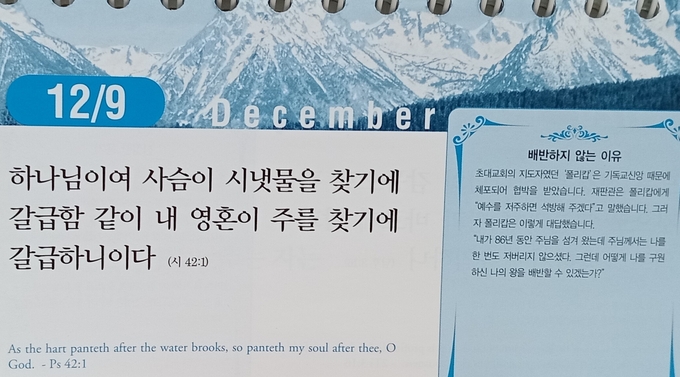 12/9
December
하나님이여 사슴이 시냇물을 찾기에
갈급함 같이 내 영혼이 주를 찾기에
갈급하니이다 (시 42:1)
As the hart panteth after the water brooks, so panteth my soul after thee, O
God. - Ps 42:1
배반하지 않는 이유
초대교회의 지도자였던 '폴리캅'은 기독교신앙 때문에
체포되어 협박을 받았습니다. 재판관은 폴리캅에게
"예수를 저주하면 석방해 주겠다"고 말했습니다. 그러
자 폴리캅은 이렇게 대답했습니다.
"내가 86년 동안 주님을 섬겨 왔는데 주님께서는 나를
한 번도 저버리지 않으셨다. 그런데 어떻게 나를 구원
하신 나의 왕을 배반할 수 있겠는가?"